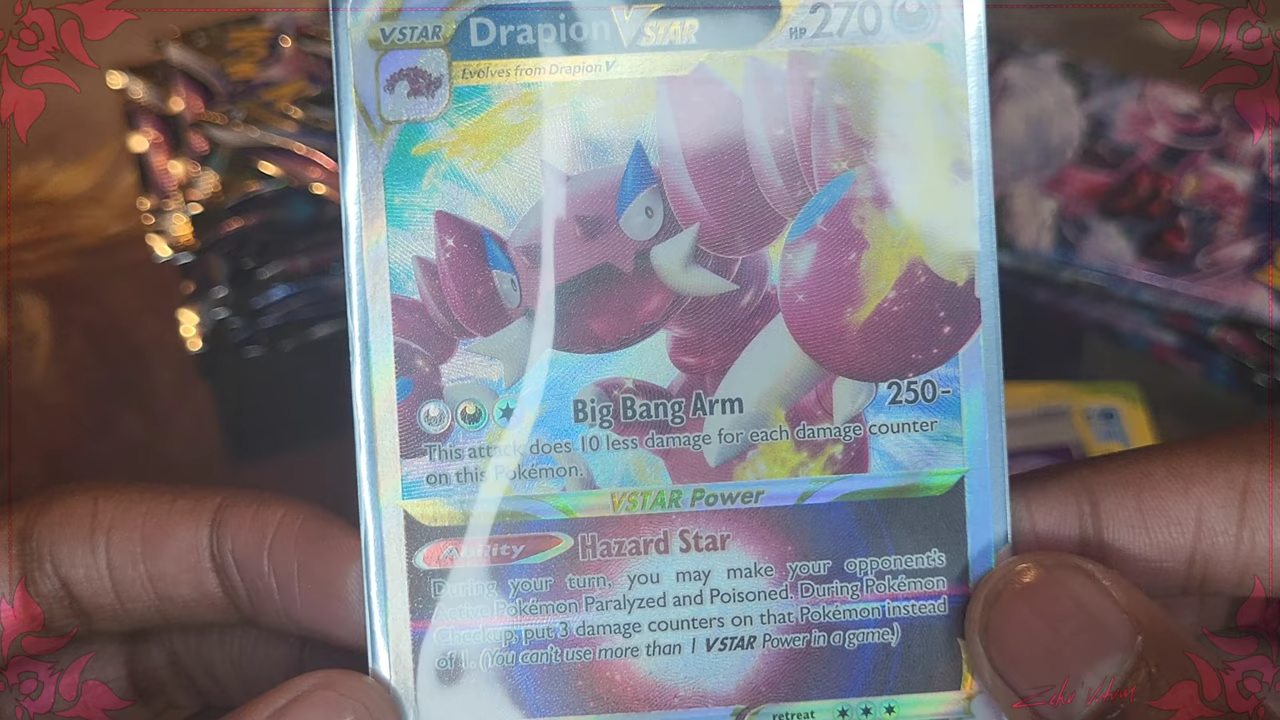 VSTAR Drapion VSTAR HP 270
Evolves from Drapion V
Big Bang Arm 250-
This attack does 10 less damage for each damage counter
on this Pokémon.
VSTAR Power
Ability Hazard Star
During your turn, you may make your opponent's
Active Pokémon Paralyzed and Poisoned. During Pokémon
Checkup, put 3 damage counters on that Pokémon instead
of 1. (You can't use more than 1 VSTAR Power in a game.)
retreat